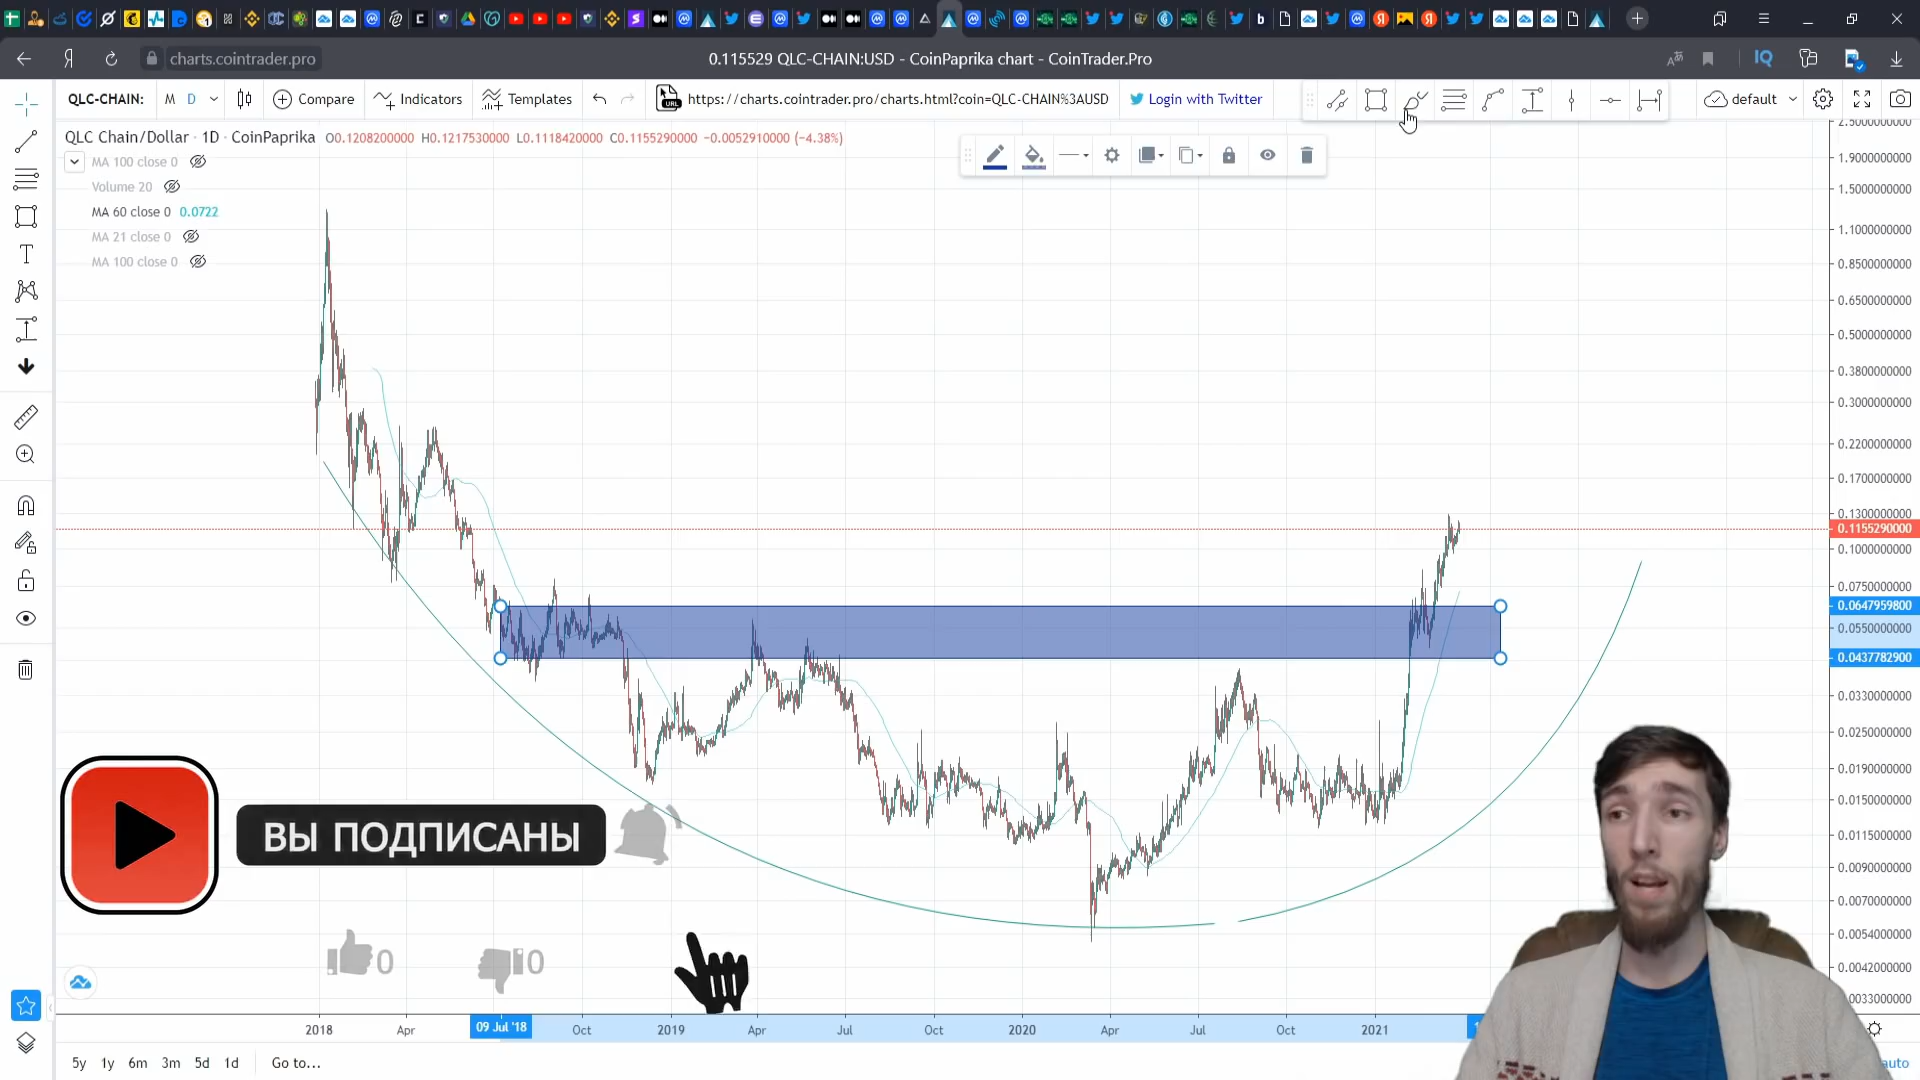 charts.cointrader.pro
0.115529 QLC-CHAIN:USD - CoinPaprika chart - CoinTrader.Pro
IQ
QLC-CHAIN: M D Compare Indicators Templates URL https://charts.cointrader.pro/charts.html?coin=QLC-CHAIN%3AUSD Login with Twitter default
QLC Chain/Dollar · 1D · CoinPaprika O0.1208200000 H0.1217530000 L0.1118420000 C0.1155290000 −0.0052910000 (−4.38%)
MA 100 close 0
Volume 20
MA 60 close 0 0.0722
MA 21 close 0
MA 100 close 0
2.5000000000
1.9000000000
1.5000000000
1.1000000000
0.8500000000
0.6500000000
0.5000000000
0.3800000000
0.3000000000
0.2200000000
0.1700000000
0.1300000000
0.1155290000
0.1000000000
0.0750000000
0.0647959800
0.0550000000
0.0437782900
0.0330000000
0.0250000000
0.0190000000
0.0150000000
0.0115000000
0.0090000000
0.0070000000
0.0054000000
0.0042000000
0.0033000000
ВЫ ПОДПИСАНЫ
0 0
2018 Apr 09 Jul '18 Oct 2019 Apr Jul Oct 2020 Apr Jul Oct 2021
5y 1y 6m 3m 5d 1d Go to... auto